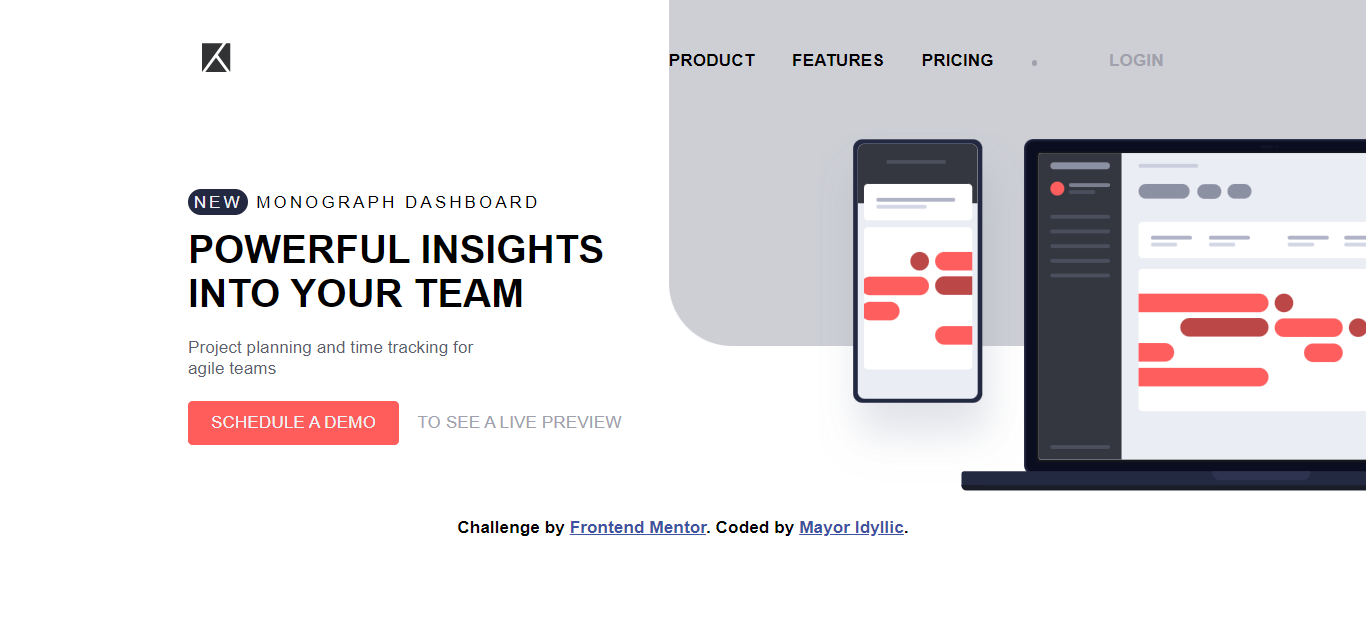 PRODUCT FEATURES PRICING LOGIN
NEW MONOGRAPH DASHBOARD
POWERFUL INSIGHTS
INTO YOUR TEAM
Project planning and time tracking for
agile teams
SCHEDULE A DEMO TO SEE A LIVE PREVIEW
Challenge by Frontend Mentor. Coded by Mayor Idyllic.